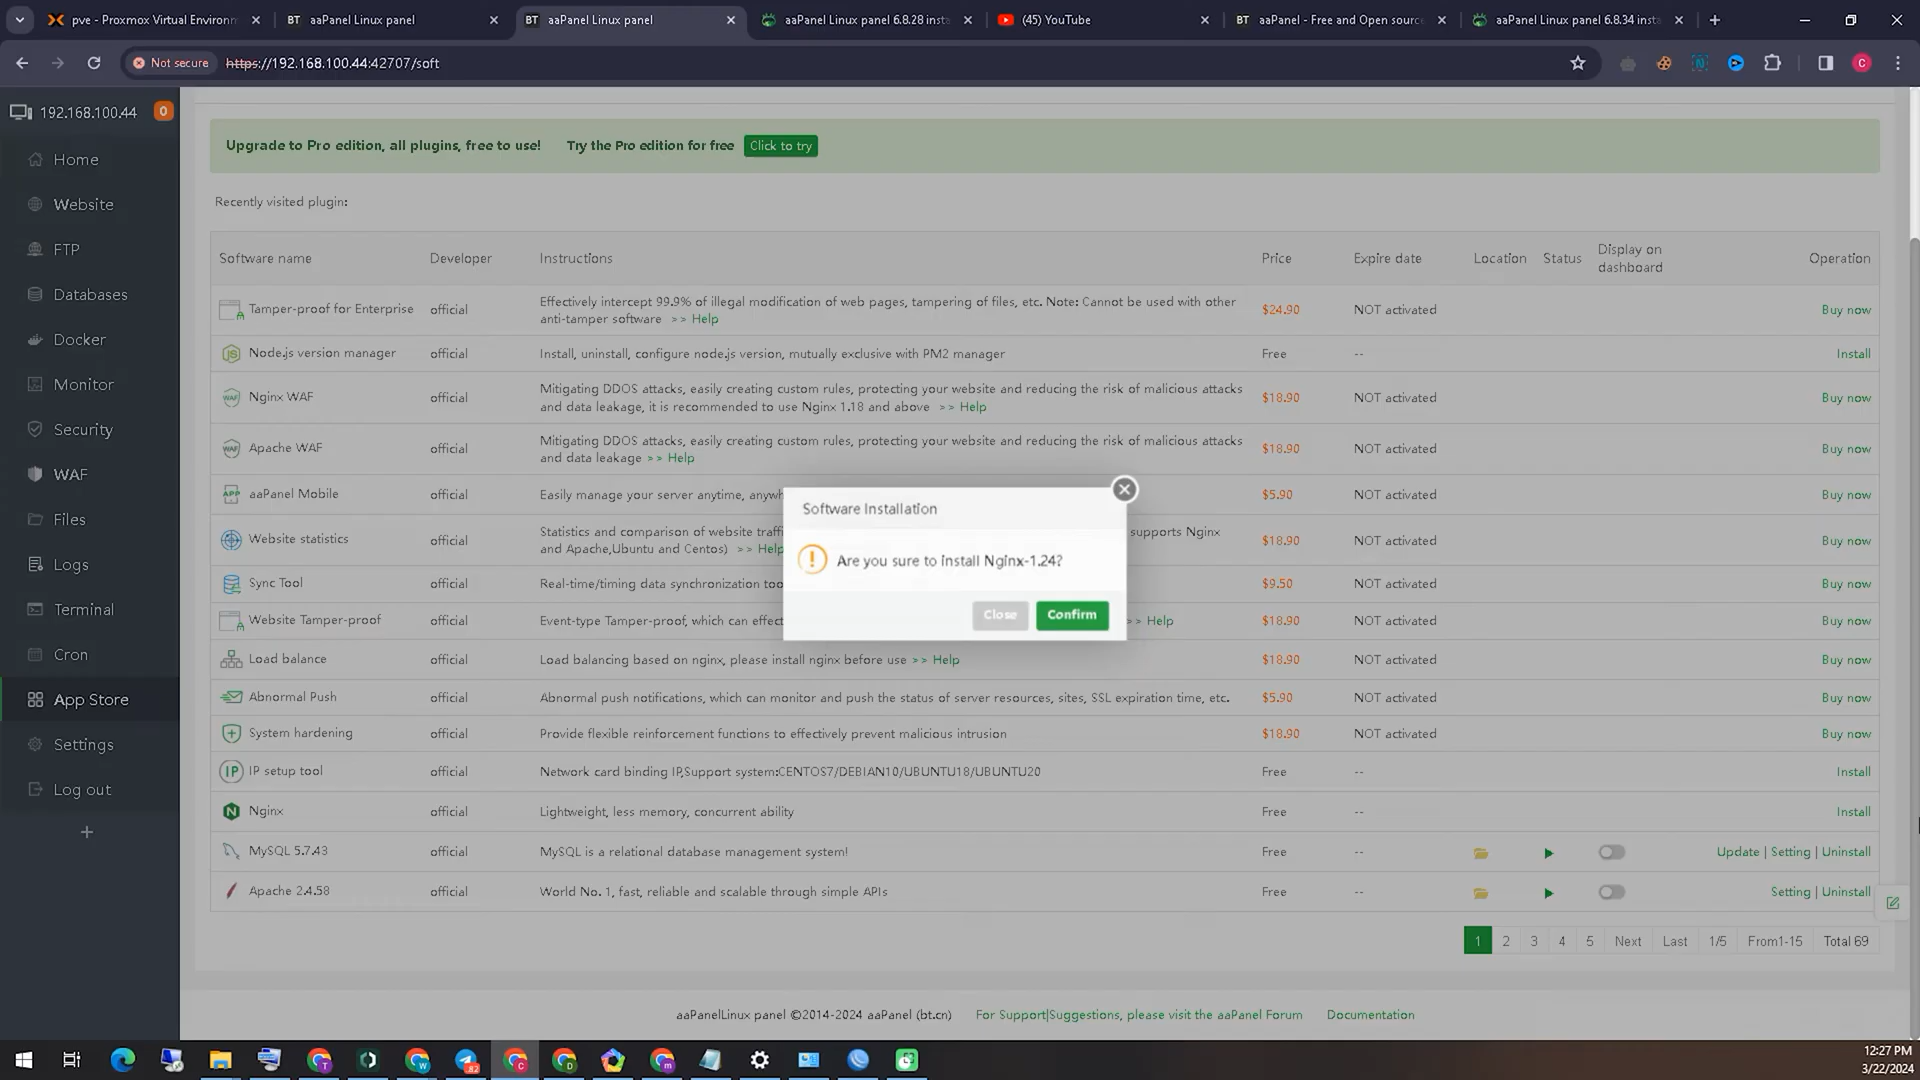 pve - Proxmox Virtual Environm
BT aaPanel Linux panel
BT aaPanel Linux panel
aaPanel Linux panel 6.8.28 insta
(45) YouTube
BT aaPanel - Free and Open source
aaPanel Linux panel 6.8.34 insta
Not secure https://192.168.100.44:42707/soft
C
192.168.100.44 0
Home
Website
FTP
Databases
Docker
Monitor
Security
WAF
Files
Logs
Terminal
Cron
App Store
Settings
Log out
Upgrade to Pro edition, all plugins, free to use! Try the Pro edition for free Click to try
Recently visited plugin:
Software name Developer Instructions Price Expire date Location Status Display on dashboard Operation
Tamper-proof for Enterprise official Effectively intercept 99.9% of illegal modification of web pages, tampering of files, etc. Note: Cannot be used with other $24.90 NOT activated Buy now
anti-tamper software >> Help
Node.js version manager official Install, uninstall, configure node.js version, mutually exclusive with PM2 manager Free -- Install
Nginx WAF official Mitigating DDOS attacks, easily creating custom rules, protecting your website and reducing the risk of malicious attacks $18.90 NOT activated Buy now
and data leakage, it is recommended to use Nginx 1.18 and above >> Help
Apache WAF official Mitigating DDOS attacks, easily creating custom rules, protecting your website and reducing the risk of malicious attacks $18.90 NOT activated Buy now
and data leakage >> Help
aaPanel Mobile official Easily manage your server anytime, anywh $5.90 NOT activated Buy now
Website statistics official Statistics and comparison of website traffi supports Nginx $18.90 NOT activated Buy now
and Apache,Ubuntu and Centos) >> Help
Sync Tool official Real-time/timing data synchronization too $9.50 NOT activated Buy now
Website Tamper-proof official Event-type Tamper-proof, which can effect >> Help $18.90 NOT activated Buy now
Load balance official Load balancing based on nginx, please install nginx before use >> Help $18.90 NOT activated Buy now
Abnormal Push official Abnormal push notifications, which can monitor and push the status of server resources, sites, SSL expiration time, etc. $5.90 NOT activated Buy now
System hardening official Provide flexible reinforcement functions to effectively prevent malicious intrusion $18.90 NOT activated Buy now
IP setup tool official Network card binding IP,Support system:CENTOS7/DEBIAN10/UBUNTU18/UBUNTU20 Free -- Install
Nginx official Lightweight, less memory, concurrent ability Free -- Install
MySQL 5.7.43 official MySQL is a relational database management system! Free -- Update | Setting | Uninstall
Apache 2.4.58 official World No. 1, fast, reliable and scalable through simple APIs Free -- Setting | Uninstall
Software Installation
Are you sure to install Nginx-1.24?
Close Confirm
1 2 3 4 5 Next Last 1/5 From1-15 Total 69
aaPanelLinux panel ©2014-2024 aaPanel (bt.cn) For Support|Suggestions, please visit the aaPanel Forum Documentation
12:27 PM
3/22/2024